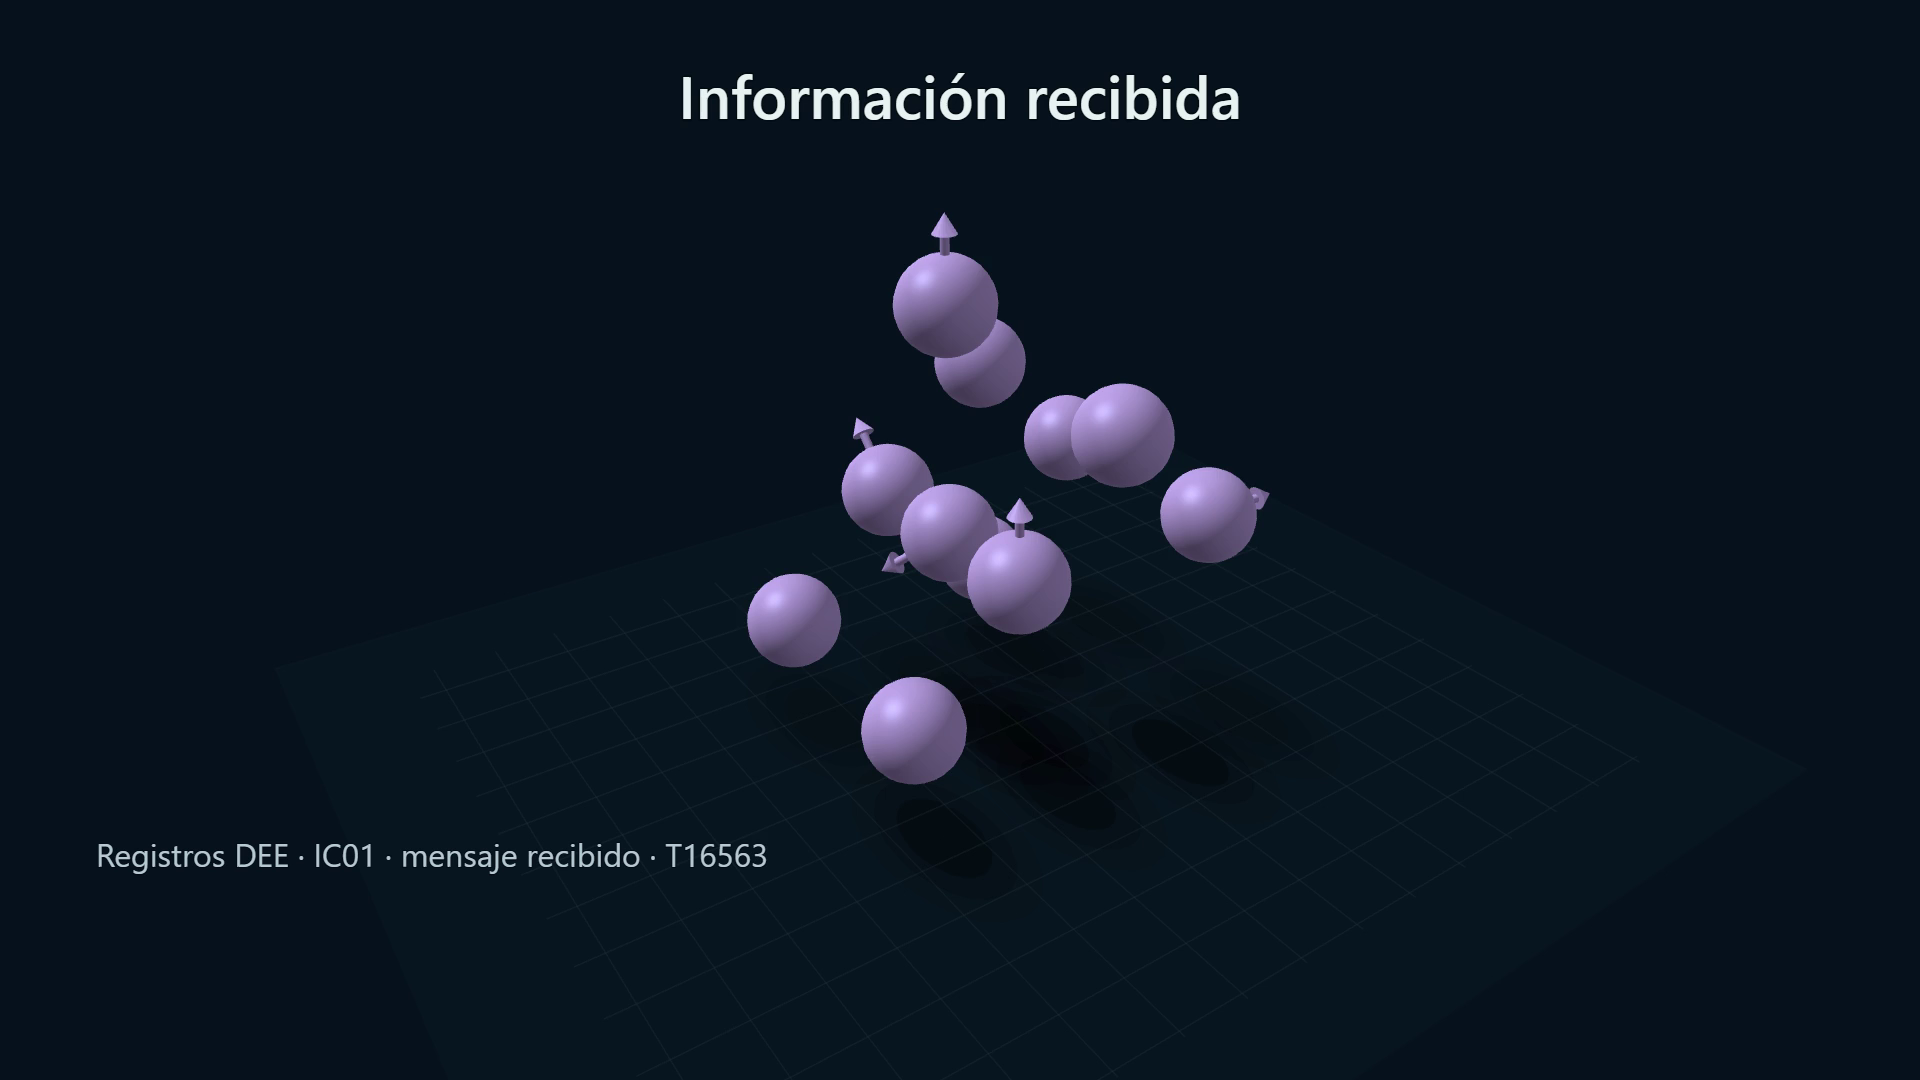 Información recibida
Registros DEE · IC01 · mensaje recibido · T16563